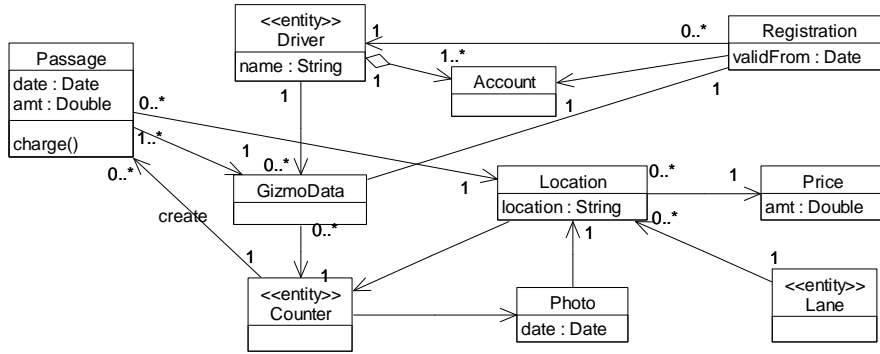 <<entity>>
Driver
name : String
Registration
validFrom : Date
Passage
date : Date
amt : Double
charge()
Account
1
0..*
1..*
1
1
1
1
0..*
1..*
1
0..*
0..*
GizmoData
create
1
0..*
1
<<entity>>
Counter
Location
location : String
1
0..*
1
Price
amt : Double
0..*
1
1
Photo
date : Date
<<entity>>
Lane